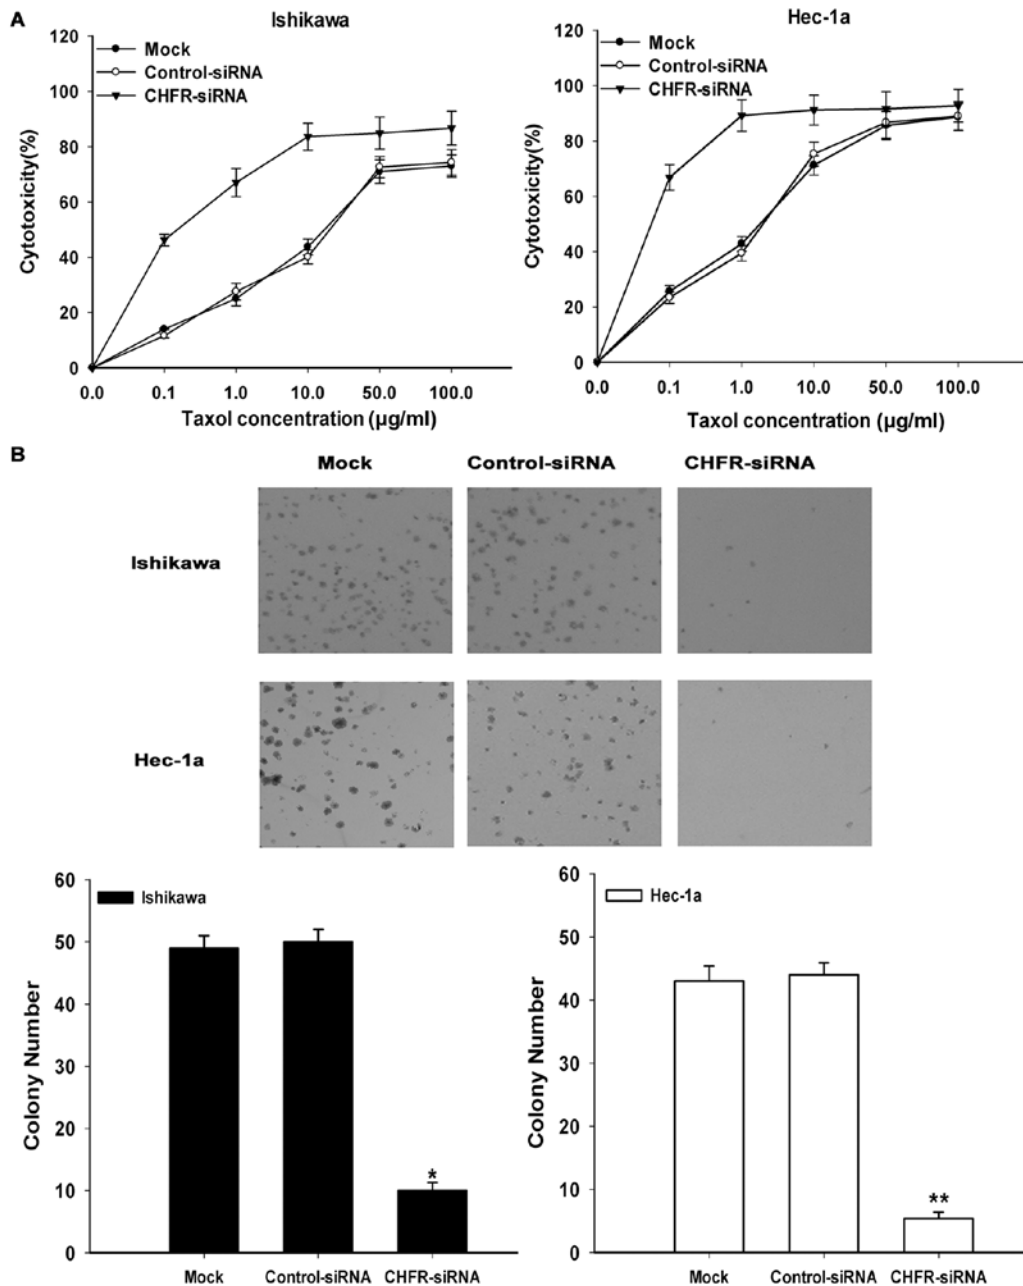 A
Ishikawa
120
100
80
60
40
20
0
Cytotoxicity(%)
Mock
Control-siRNA
CHFR-siRNA
0.0 0.1 1.0 10.0 50.0 100.0
Taxol concentration (µg/ml)
Hec-1a
120
100
80
60
40
20
0
Cytotoxicity(%)
Mock
Control-siRNA
CHFR-siRNA
0.0 0.1 1.0 10.0 50.0 100.0
Taxol concentration (µg/ml)
B
Mock Control-siRNA CHFR-siRNA
Ishikawa
Hec-1a
60
50
40
30
20
10
0
Colony Number
Ishikawa
*
Mock Control-siRNA CHFR-siRNA
60
50
40
30
20
10
0
Colony Number
Hec-1a
**
Mock Control-siRNA CHFR-siRNA